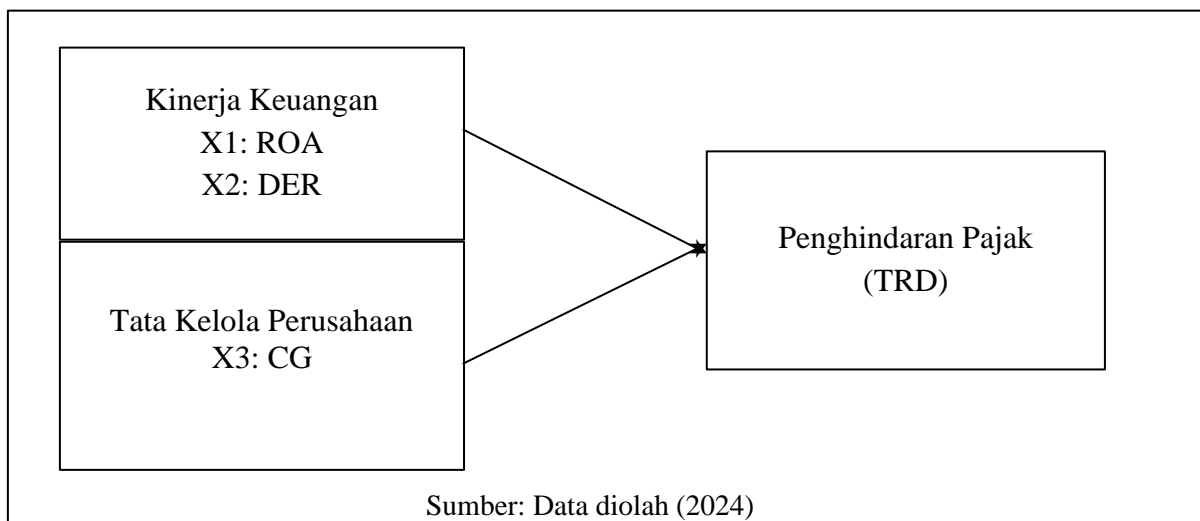 Kinerja Keuangan
X1: ROA
X2: DER
Tata Kelola Perusahaan
X3: CG
Penghindaran Pajak
(TRD)
Sumber: Data diolah (2024)